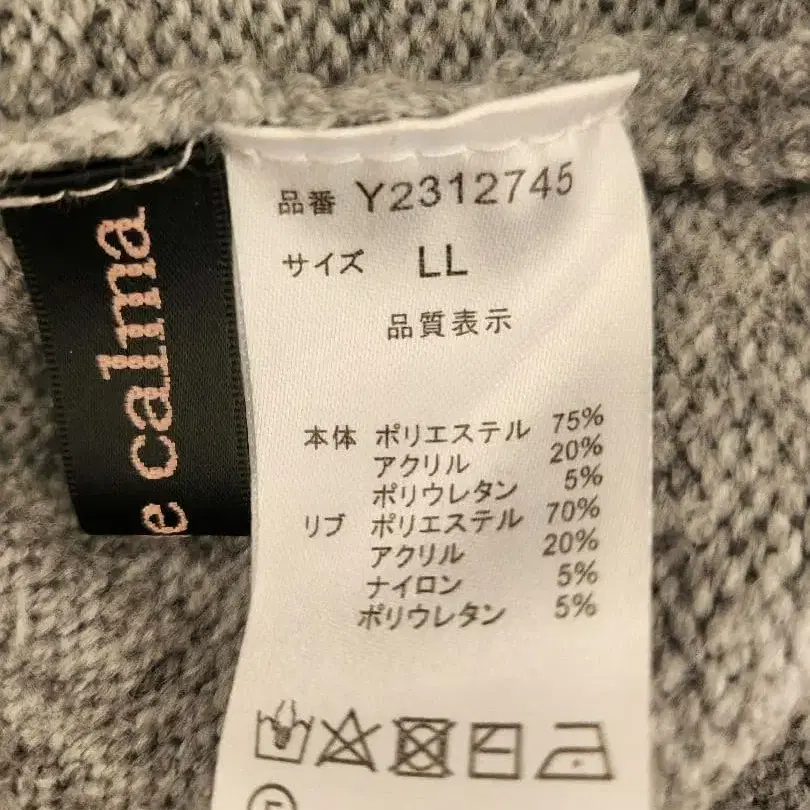 e calma
品番 Y2312745
サイズ LL
品質表示
本体 ポリエステル 75%
アクリル 20%
ポリウレタン 5%
リブ ポリエステル 70%
アクリル 20%
ナイロン 5%
ポリウレタン 5%